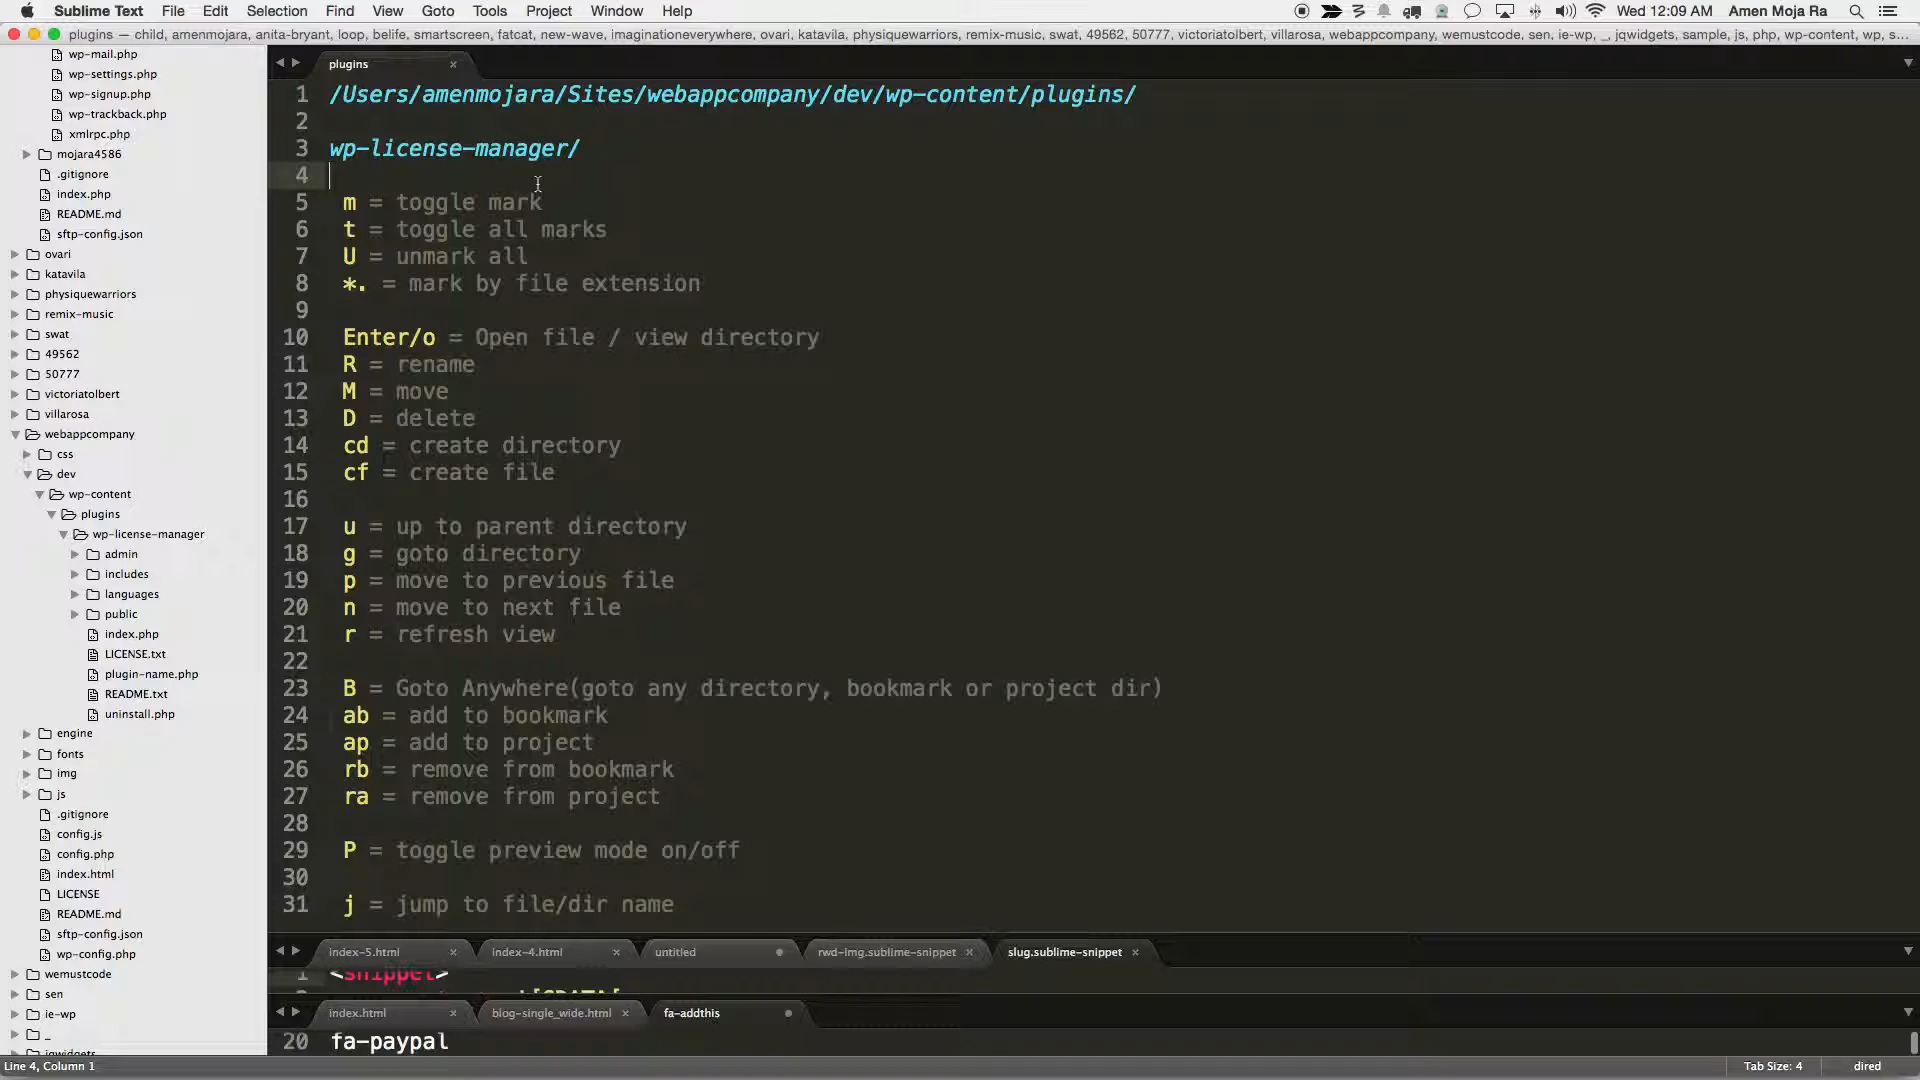 Sublime Text File Edit Selection Find View Goto Tools Project Window Help Wed 12:09 AM Amen Moja Ra
plugins — child, amenmojara, anita-bryant, loop, belife, smartscreen, fatcat, new-wave, imaginationeverywhere, ovari, katavila, physiquewarriors, remix-music, swat, 49562, 50777, victoriatolbert, villarosa, webappcompany, wemustcode, sen, ie-wp, _, jqwidgets, sample, js, php, wp-content, wp, s...
wp-mail.php
wp-settings.php
wp-signup.php
wp-trackback.php
xmlrpc.php
mojara4586
.gitignore
index.php
README.md
sftp-config.json
ovari
katavila
physiquewarriors
remix-music
swat
49562
50777
victoriatolbert
villarosa
webappcompany
css
dev
wp-content
plugins
wp-license-manager
admin
includes
languages
public
index.php
LICENSE.txt
plugin-name.php
README.txt
uninstall.php
engine
fonts
img
js
.gitignore
config.js
config.php
index.html
LICENSE
README.md
sftp-config.json
wp-config.php
wemustcode
sen
ie-wp
_
jqwidgets
plugins
1 /Users/amenmojara/Sites/webappcompany/dev/wp-content/plugins/
2
3 wp-license-manager/
4
5 m = toggle mark
6 t = toggle all marks
7 U = unmark all
8 *. = mark by file extension
9
10 Enter/o = Open file / view directory
11 R = rename
12 M = move
13 D = delete
14 cd = create directory
15 cf = create file
16
17 u = up to parent directory
18 g = goto directory
19 p = move to previous file
20 n = move to next file
21 r = refresh view
22
23 B = Goto Anywhere(goto any directory, bookmark or project dir)
24 ab = add to bookmark
25 ap = add to project
26 rb = remove from bookmark
27 ra = remove from project
28
29 P = toggle preview mode on/off
30
31 j = jump to file/dir name
index-5.html index-4.html untitled rwd-img.sublime-snippet slug.sublime-snippet
1 <snippet>
index.html blog-single_wide.html fa-addthis
20 fa-paypal
Line 4, Column 1 Tab Size: 4 dired